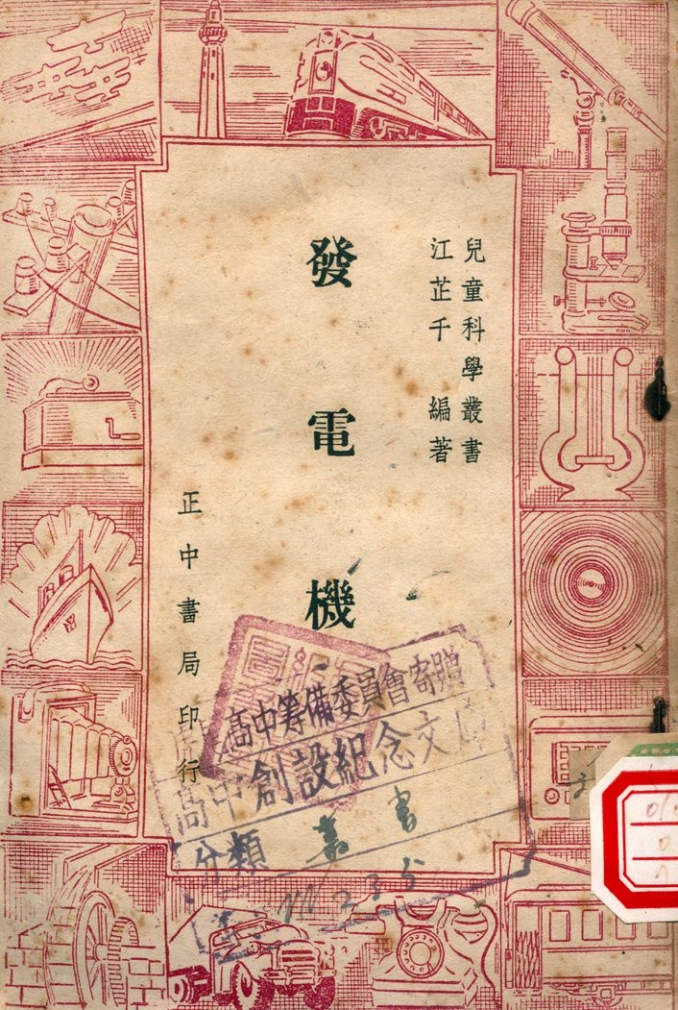 兒童科學叢書
江芷千 編著
發電機
正中書局印行
高中籌備委員會寄贈
高中創設紀念文庫
分類
叢書